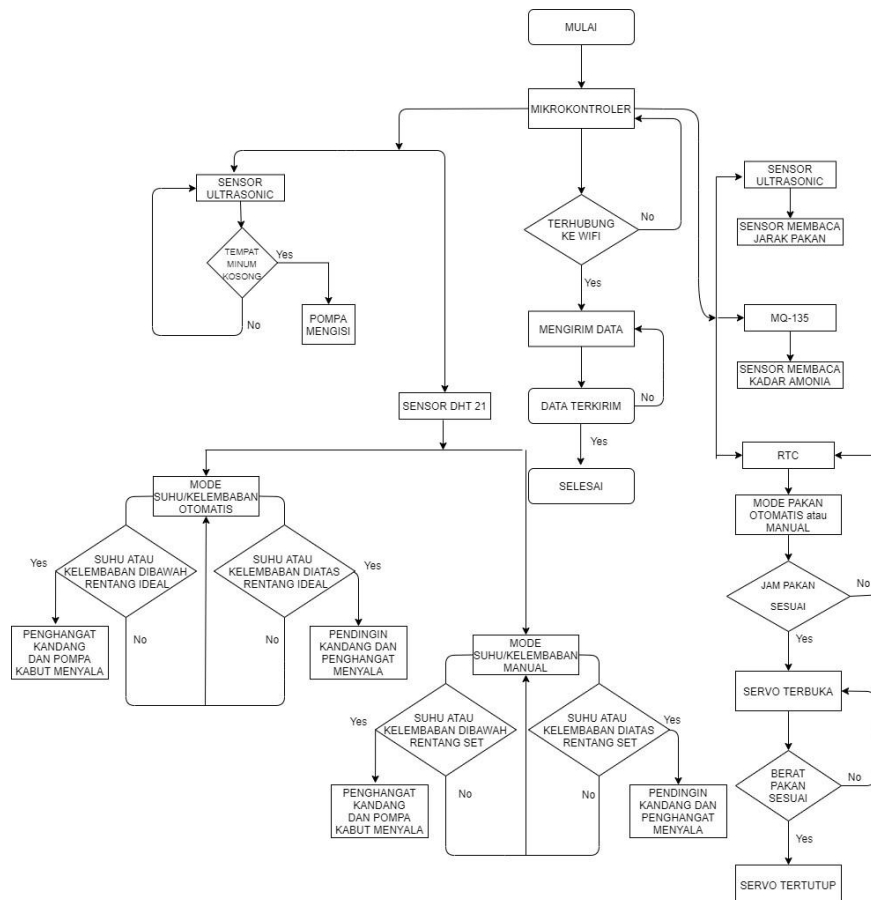 MULAI
MIKROKONTROLER
SENSOR
ULTRASONIC
TEMPAT
MINUM
KOSONG
Yes
No
POMPA
MENGISI
TERHUBUNG
KE WIFI
No
Yes
MENGIRIM DATA
DATA TERKIRIM
No
Yes
SELESAI
SENSOR
ULTRASONIC
SENSOR MEMBACA
JARAK PAKAN
MQ-135
SENSOR MEMBACA
KADAR AMONIA
SENSOR DHT 21
MODE
SUHU/KELEMBABAN
OTOMATIS
Yes
SUHU ATAU
KELEMBABAN DIBAWAH
RENTANG IDEAL
No
PENGHANGAT
KANDANG
DAN POMPA
KABUT MENYALA
SUHU ATAU
KELEMBABAN DIATAS
RENTANG IDEAL
Yes
No
PENDINGIN
KANDANG DAN
PENGHANGAT
MENYALA
MODE
SUHU/KELEMBABAN
MANUAL
Yes
SUHU ATAU
KELEMBABAN DIBAWAH
RENTANG SET
No
PENGHANGAT
KANDANG
DAN POMPA
KABUT MENYALA
SUHU ATAU
KELEMBABAN DIATAS
RENTANG SET
Yes
No
PENDINGIN
KANDANG DAN
PENGHANGAT
MENYALA
RTC
MODE PAKAN
OTOMATIS atau
MANUAL
JAM PAKAN
SESUAI
No
Yes
SERVO TERBUKA
BERAT
PAKAN
SESUAI
No
Yes
SERVO TERTUTUP